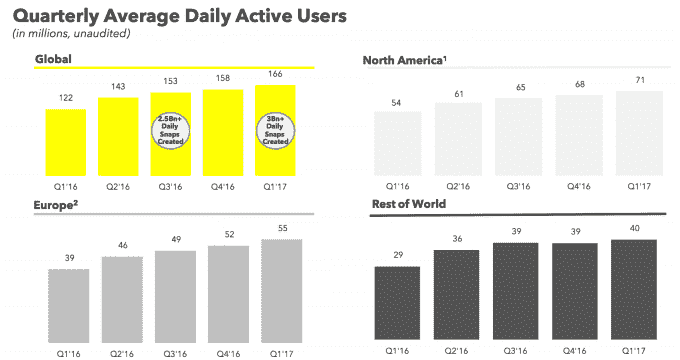 Quarterly Average Daily Active Users
(in millions, unaudited)
Global
122 143 153 158 166
2.5Bn+
Daily
Snaps
Created
3Bn+
Daily
Snaps
Created
Q1'16 Q2'16 Q3'16 Q4'16 Q1'17
North America¹
54 61 65 68 71
Q1'16 Q2'16 Q3'16 Q4'16 Q1'17
Europe²
39 46 49 52 55
Q1'16 Q2'16 Q3'16 Q4'16 Q1'17
Rest of World
29 36 39 39 40
Q1'16 Q2'16 Q3'16 Q4'16 Q1'17